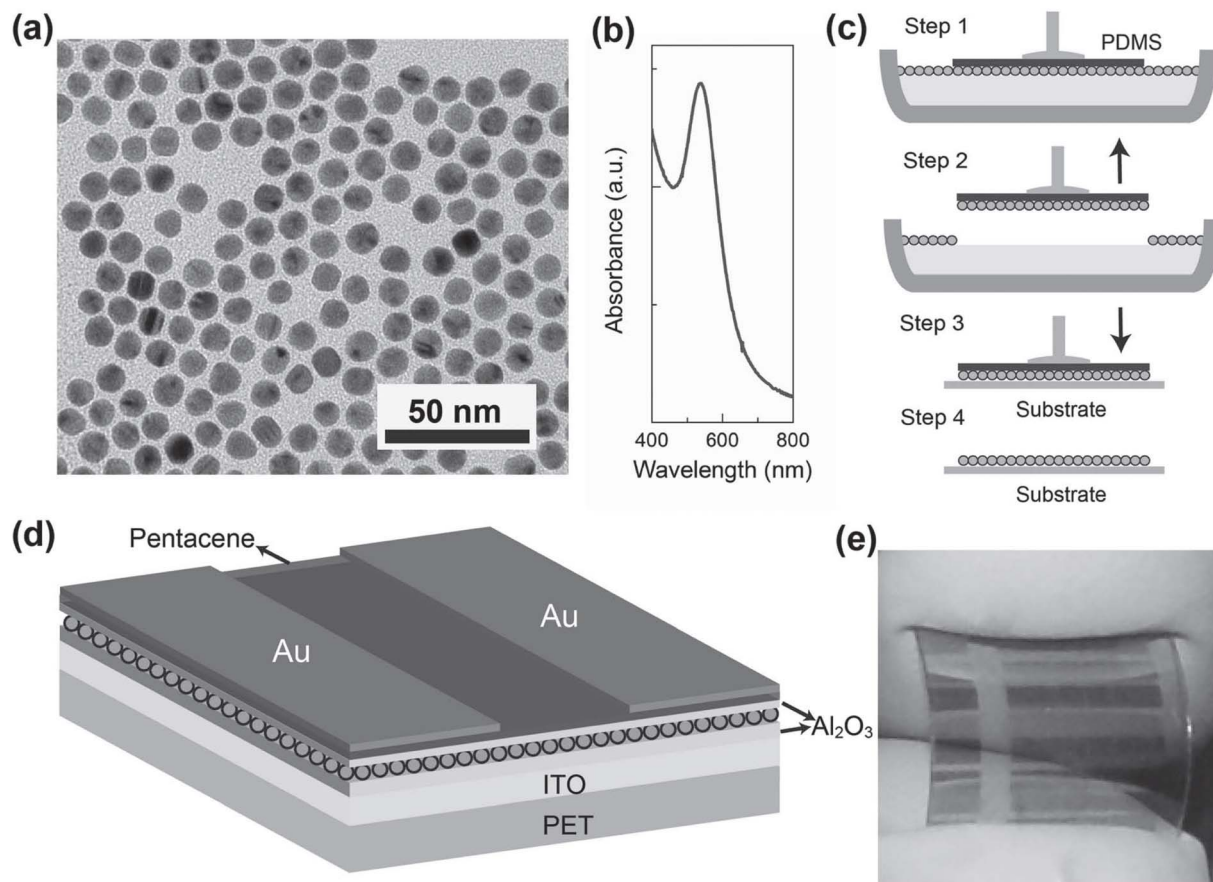 (a)
50 nm
(b)
Absorbance (a.u.)
400 600 800
Wavelength (nm)
(c)
Step 1
PDMS
Step 2
Step 3
Substrate
Step 4
Substrate
(d)
Pentacene
Au
Au
Al₂O₃
ITO
PET
(e)